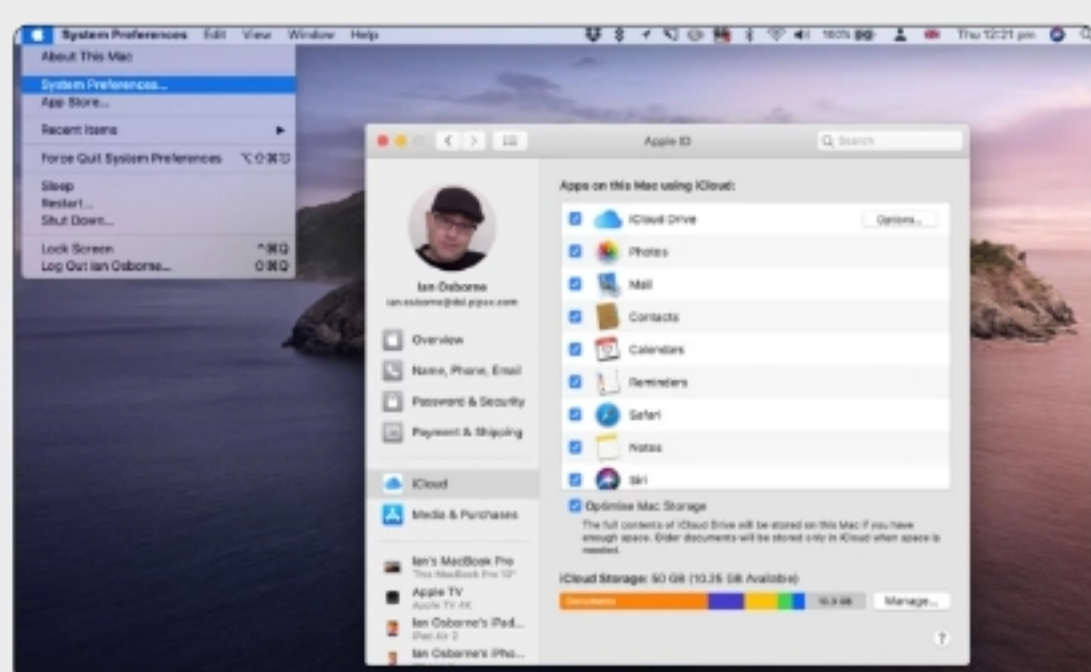 System Preferences Edit View Window Help
100% Thu 12:21 pm
About This Mac
System Preferences...
App Store...
Recent Items
Force Quit System Preferences
Sleep
Restart...
Shut Down...
Lock Screen ^⌘Q
Log Out Ian Osborne... ⇧⌘Q
Apple ID
Search
Ian Osborne
Overview
Name, Phone, Email
Password & Security
Payment & Shipping
iCloud
Media & Purchases
Ian's MacBook Pro
This MacBook Pro
Apple TV
Apple TV 4K
Ian Osborne's iPad...
iPad Air 2
Ian Osborne's iPho...
Apps on this Mac using iCloud:
iCloud Drive
Options...
Photos
Mail
Contacts
Calendars
Reminders
Safari
Notes
Siri
Optimise Mac Storage
The full contents of iCloud Drive will be stored on this Mac if you have
enough space. Older documents will be stored only in iCloud when space is
needed.
iCloud Storage: 50 GB (10.25 GB Available)
Documents
Manage...
?